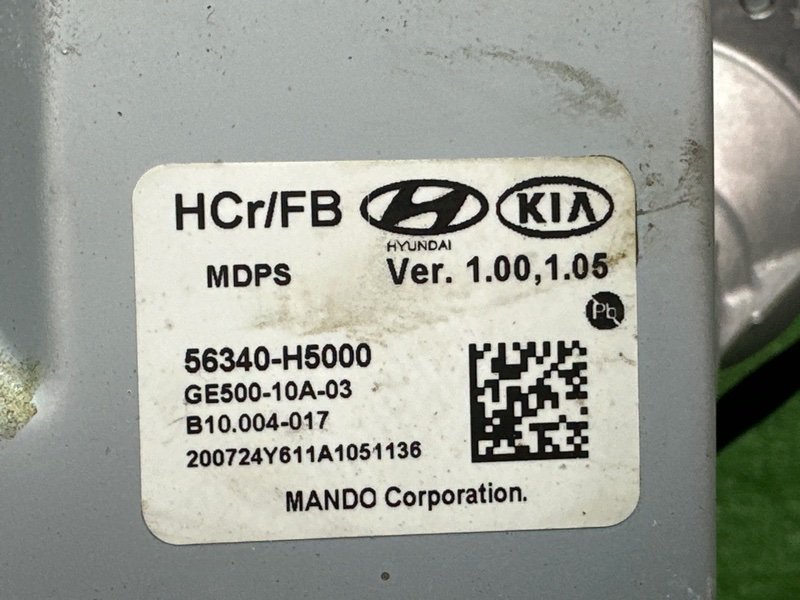 HCr/FB KIA
HYUNDAI
MDPS Ver. 1.00,1.05
Pb
56340-H5000
GE500-10A-03
B10.004-017
200724Y611A1051136
MANDO Corporation.